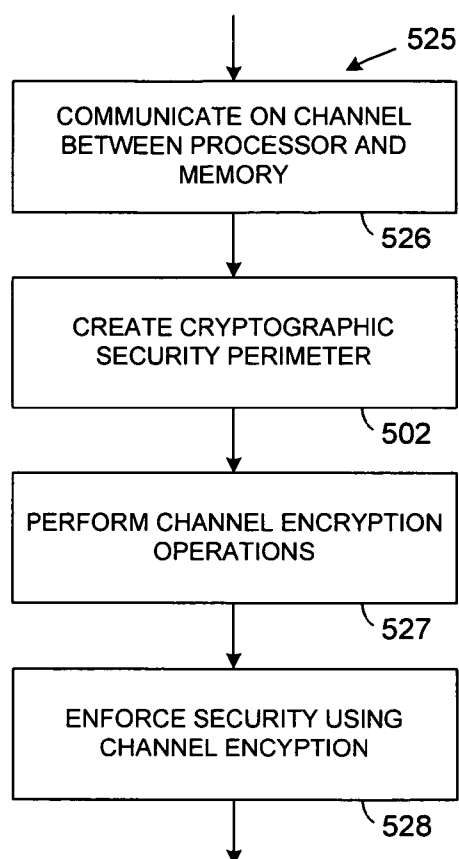 525
COMMUNICATE ON CHANNEL
BETWEEN PROCESSOR AND
MEMORY
526
CREATE CRYPTOGRAPHIC
SECURITY PERIMETER
502
PERFORM CHANNEL ENCRYPTION
OPERATIONS
527
ENFORCE SECURITY USING
CHANNEL ENCYPTION
528